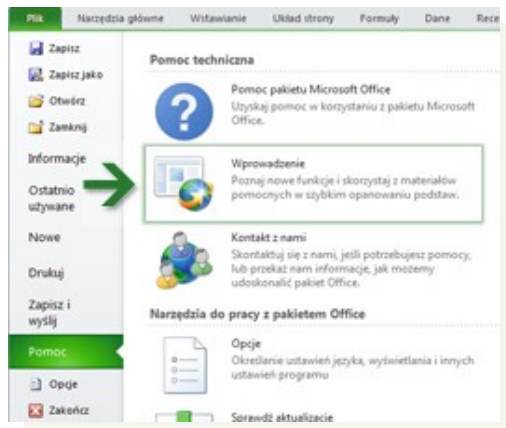 Plik Narzędzia główne Wstawianie Układ strony Formuły Dane Rece
Zapisz
Zapisz jako
Otwórz
Zamknij
Informacje
Ostatnio
używane
Nowe
Drukuj
Zapisz i
wyślij
Pomoc
Opcje
Zakończ
Pomoc techniczna
Pomoc pakietu Microsoft Office
Uzyskaj pomoc w korzystaniu z pakietu Microsoft
Office.
Wprowadzenie
Poznaj nowe funkcje i skorzystaj z materiałów
pomocnych w szybkim opanowaniu podstaw.
Kontakt z nami
Skontaktuj się z nami, jeśli potrzebujesz pomocy,
lub przekaż nam informacje, jak możemy
udoskonalić pakiet Office.
Narzędzia do pracy z pakietem Office
Opcje
Określanie ustawień języka, wyświetlania i innych
ustawień programu
Sprawdź aktualizacje